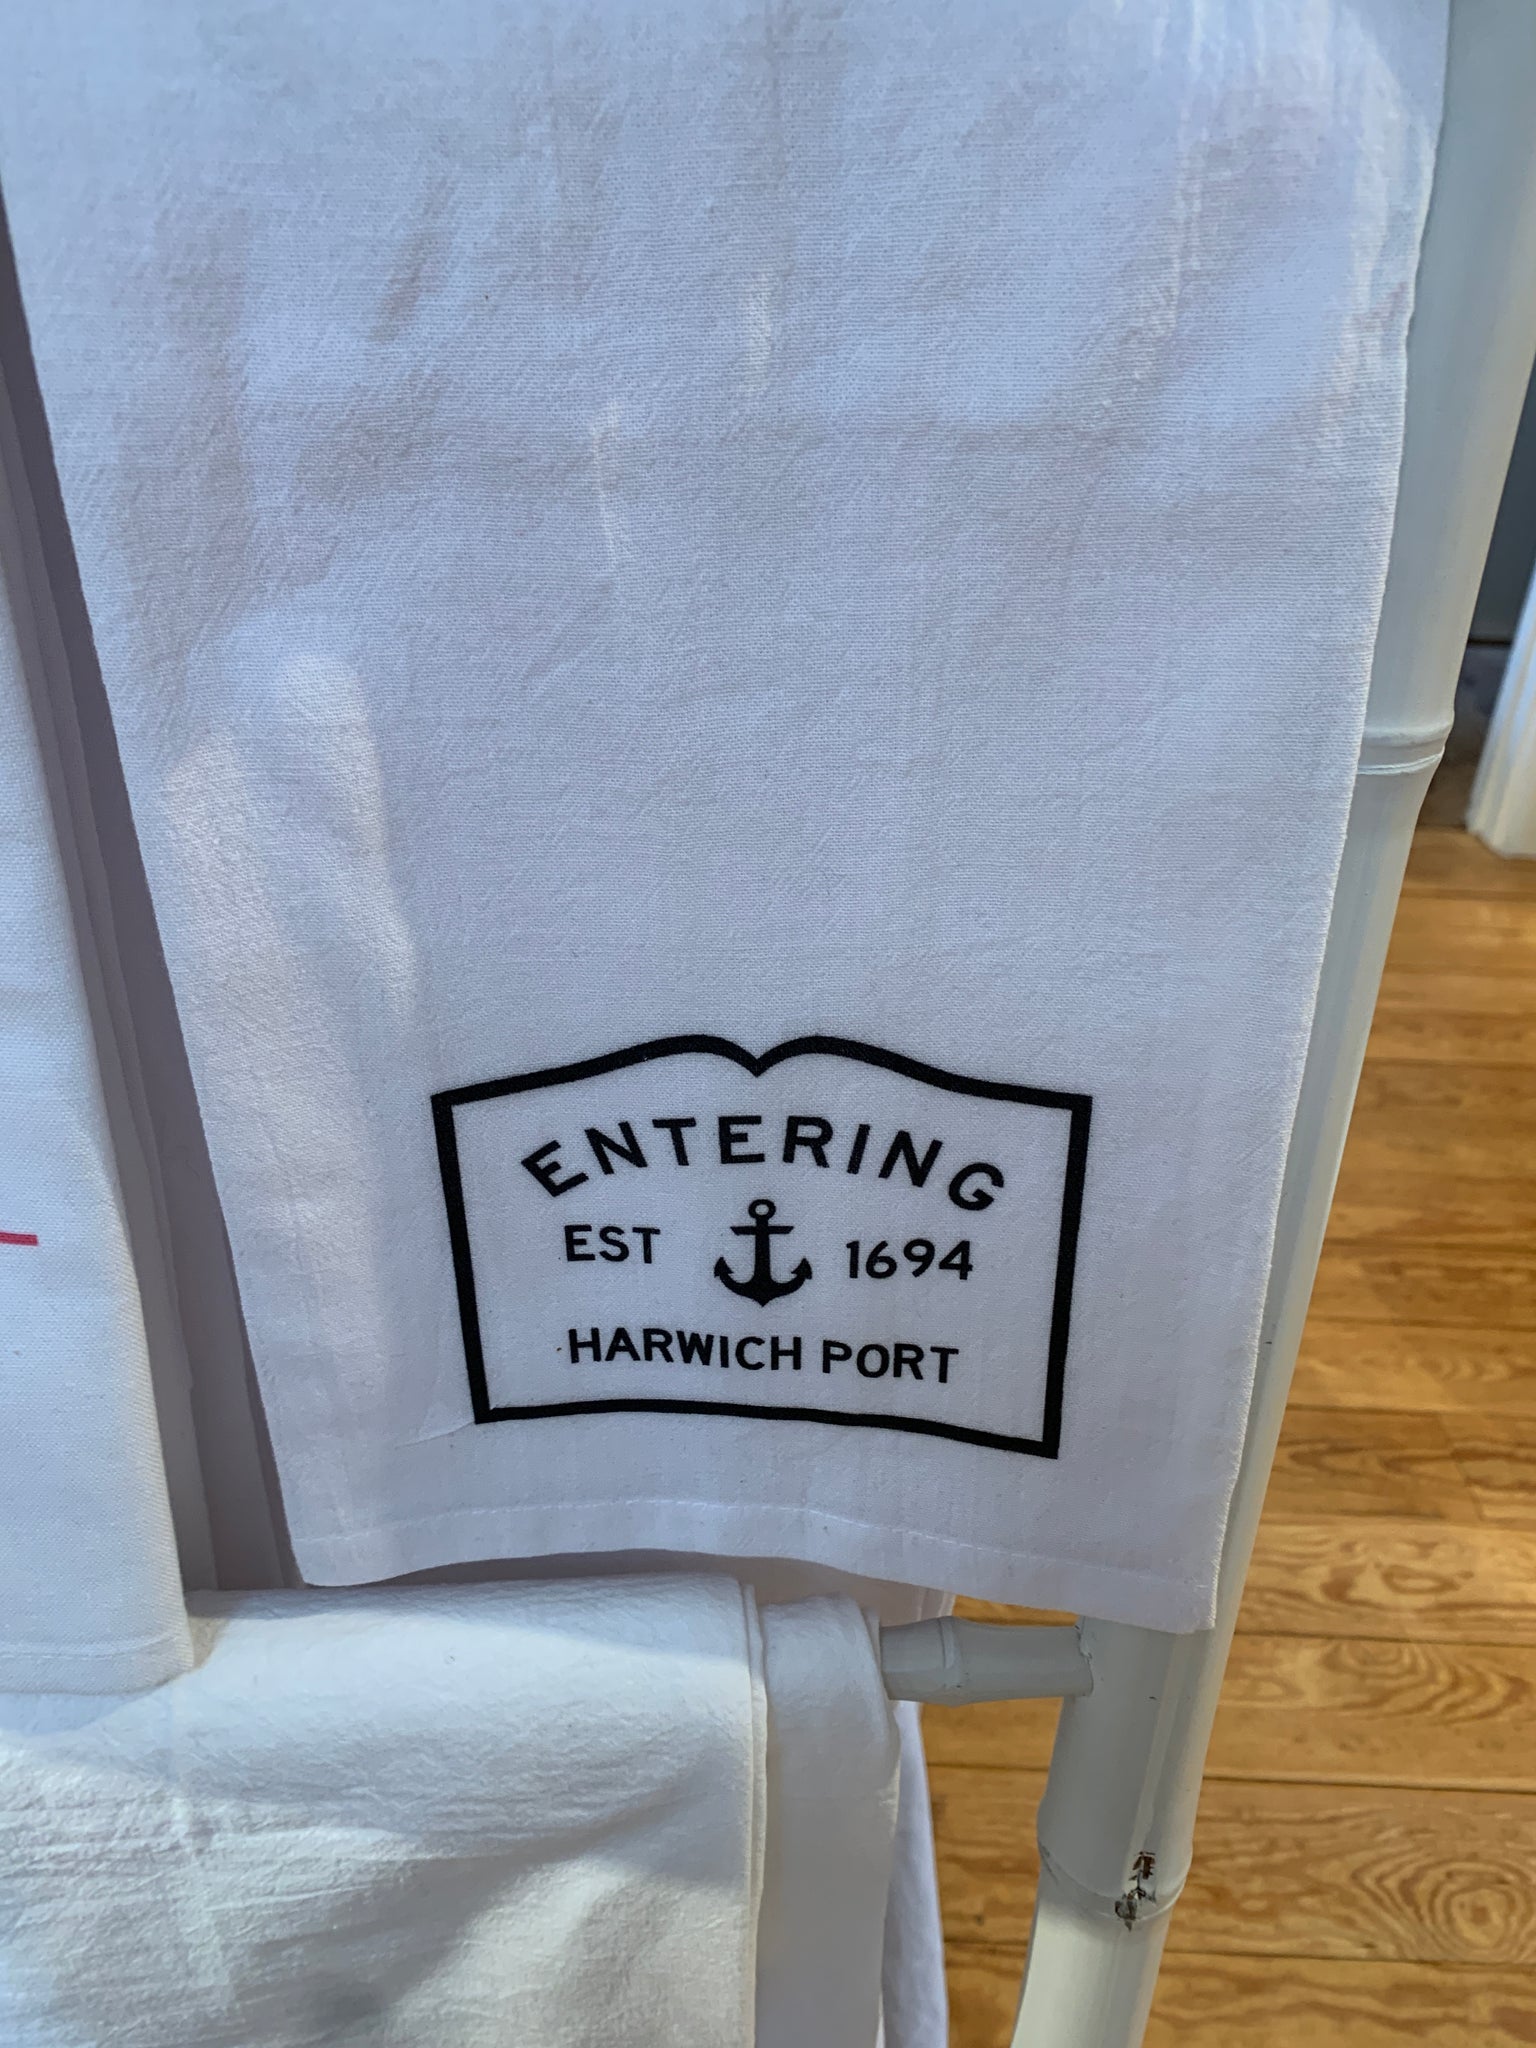 ENTERING
EST 1694
HARWICH PORT